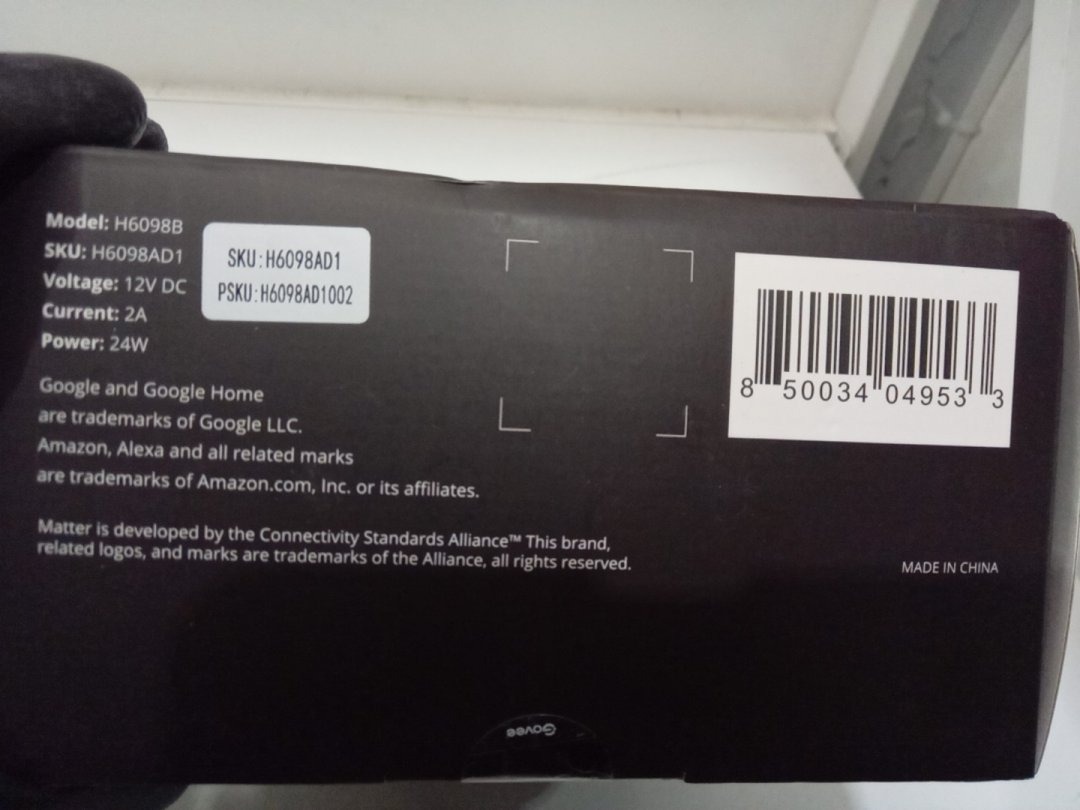 Model: H6098B
SKU: H6098AD1
Voltage: 12V DC
Current: 2A
Power: 24W
SKU:H6098AD1
PSKU:H6098AD1002
Google and Google Home
are trademarks of Google LLC.
Amazon, Alexa and all related marks
are trademarks of Amazon.com, Inc. or its affiliates.
Matter is developed by the Connectivity Standards Alliance™ This brand,
related logos, and marks are trademarks of the Alliance, all rights reserved.
8 50034 04953 3
MADE IN CHINA
Govee